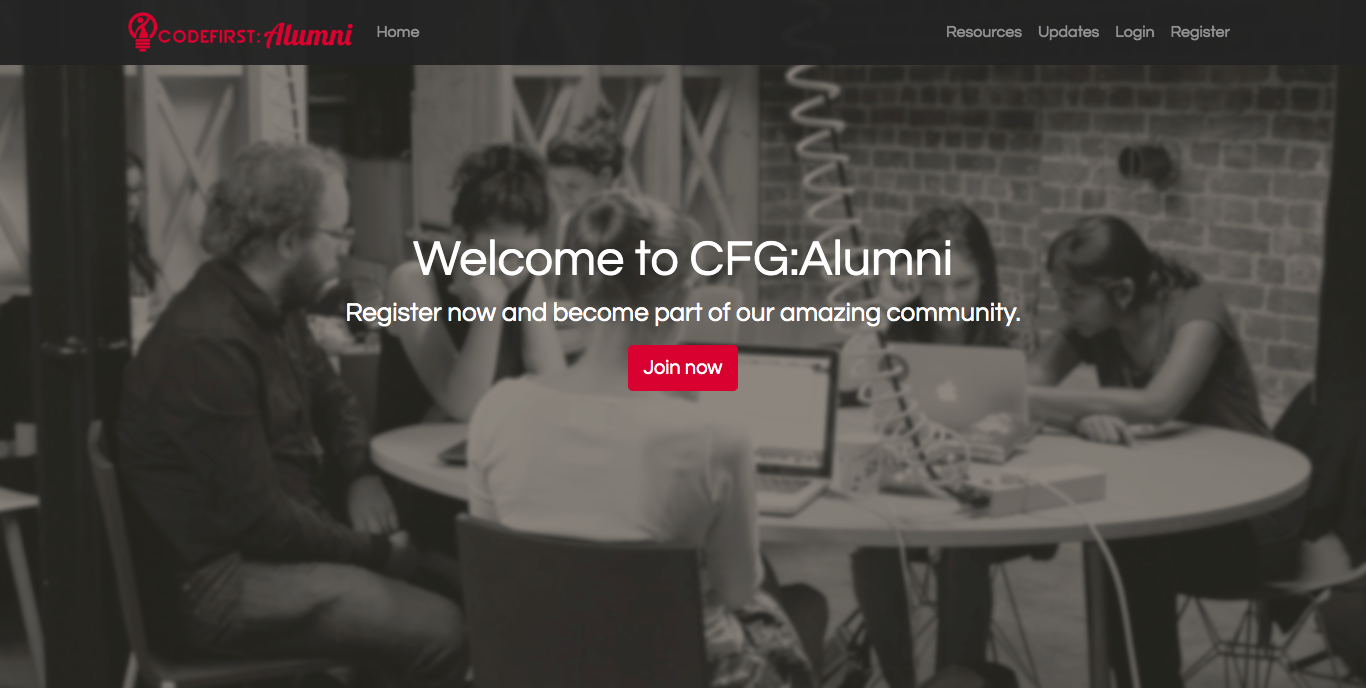 CODEFIRST: Alumni
Home
Resources
Updates
Login
Register
Welcome to CFG:Alumni
Register now and become part of our amazing community.
Join now